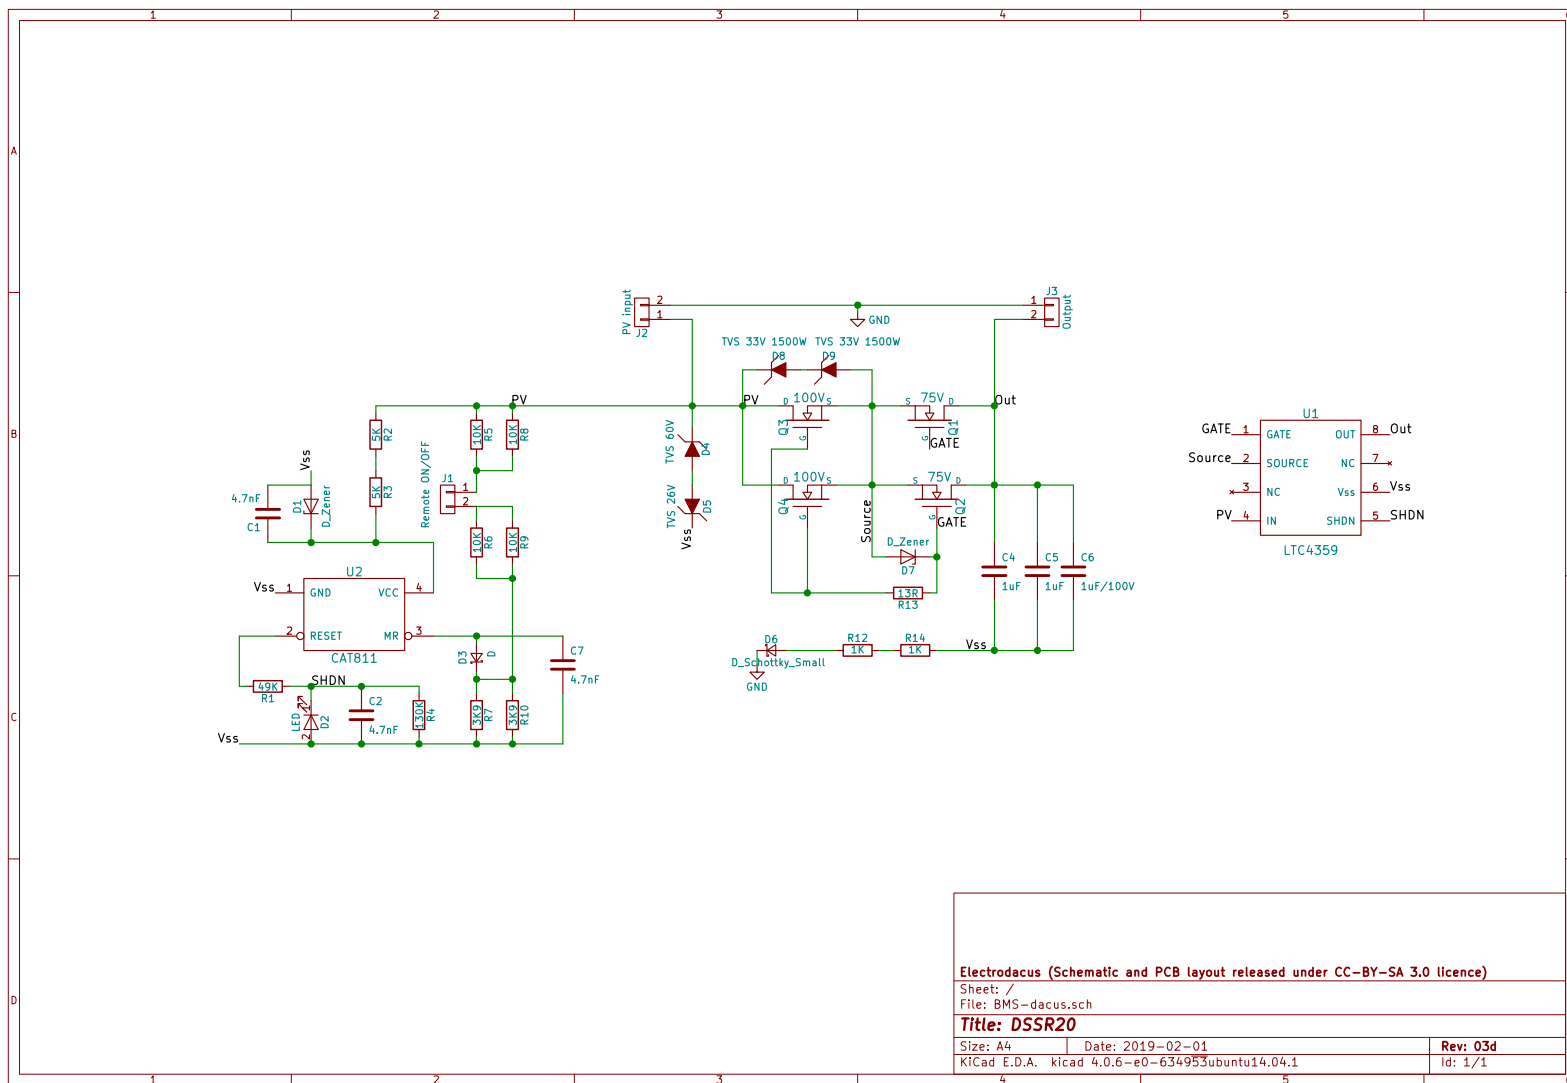 1 2 3 4 5
A
B
C
D
PV input
2
1
J2
GND
J3
1
2
Output
TVS 33V 1500W
D8
TVS 33V 1500W
D9
PV
PV
Out
5K
R2
5K
R3
10K
R5
10K
R8
Remote ON/OFF
J1
1
2
10K
R6
10K
R9
Vss
4.7nF
C1
D1
D_Zener
TVS 60V
D4
TVS 26V
D5
Vss
D 100V S
G
Q3
S 75V D
G
Q1
GATE
D 100V S
G
Q4
S 75V D
G
Q2
GATE
Source
D_Zener
D7
13R
R13
C4
1uF
C5
1uF
C6
1uF/100V
U1
GATE 1 GATE OUT 8 Out
Source 2 SOURCE NC 7
3 NC Vss 6 Vss
PV 4 IN SHDN 5 SHDN
LTC4359
U2
Vss 1 GND VCC 4
2 RESET MR 3
CAT811
D6
D_Schottky_Small
GND
R12
1K
R14
1K
Vss
D3
D
C7
4.7nF
49K
R1
SHDN
LED
1
2
D2
C2
4.7nF
130K
R4
3K9
R7
3K9
R10
Vss
Electrodacus (Schematic and PCB layout released under CC-BY-SA 3.0 licence)
Sheet: /
File: BMS-dacus.sch
Title: DSSR20
Size: A4 Date: 2019-02-01 Rev: 03d
KiCad E.D.A. kicad 4.0.6-e0-634953ubuntu14.04.1 Id: 1/1
1 2 3 4 5